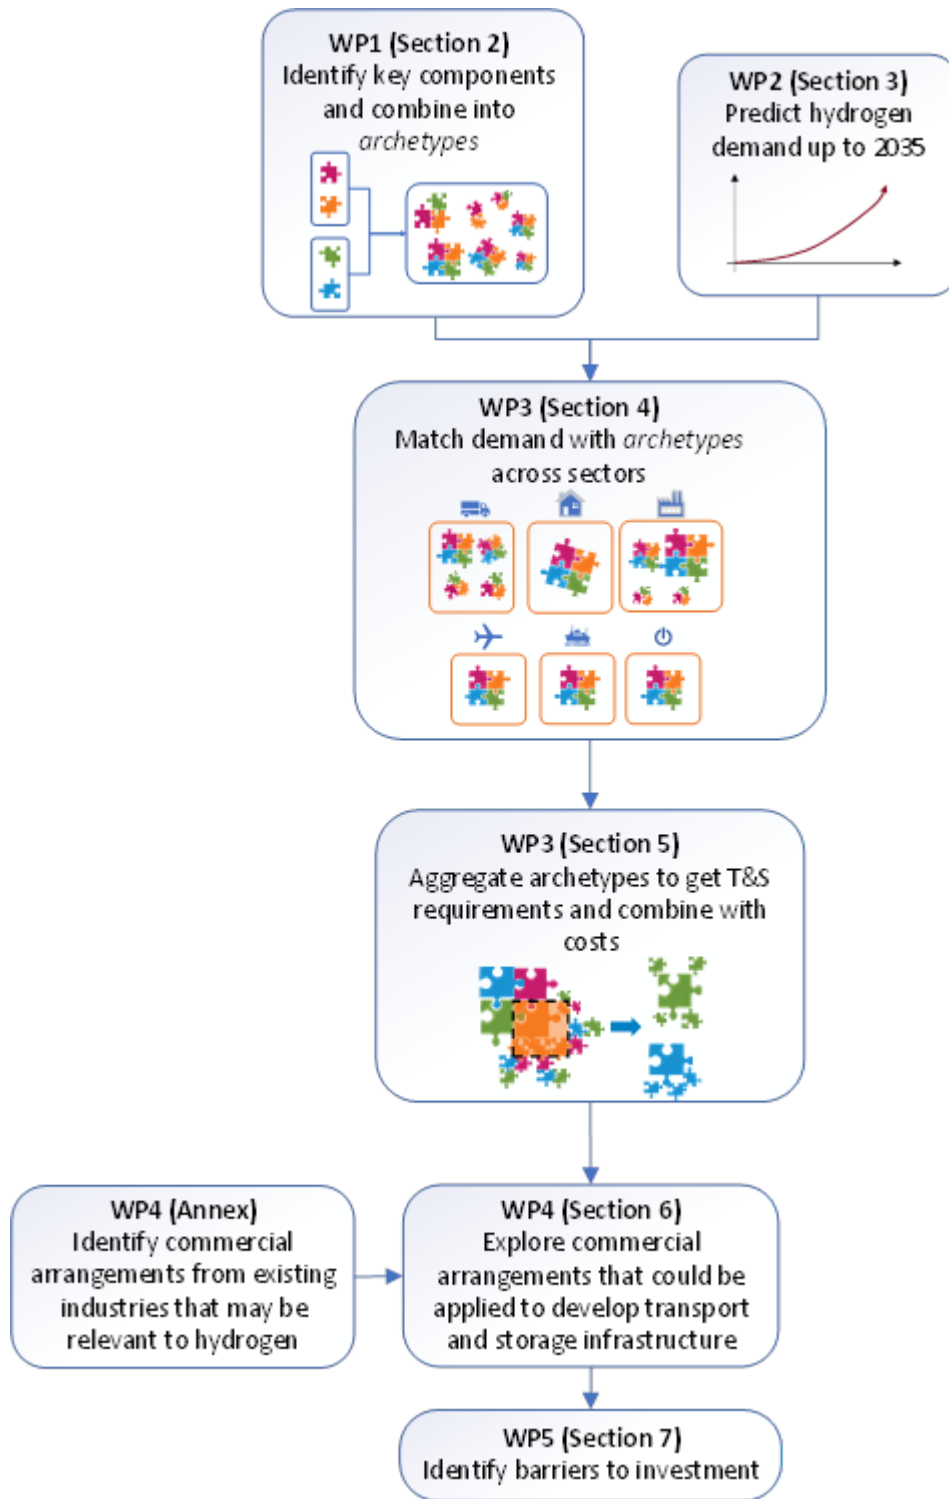 WP1 (Section 2)
Identify key components
and combine into
archetypes
WP2 (Section 3)
Predict hydrogen
demand up to 2035
WP3 (Section 4)
Match demand with archetypes
across sectors
WP3 (Section 5)
Aggregate archetypes to get T&S
requirements and combine with
costs
WP4 (Annex)
Identify commercial
arrangements from existing
industries that may be
relevant to hydrogen
WP4 (Section 6)
Explore commercial
arrangements that could be
applied to develop transport
and storage infrastructure
WP5 (Section 7)
Identify barriers to investment